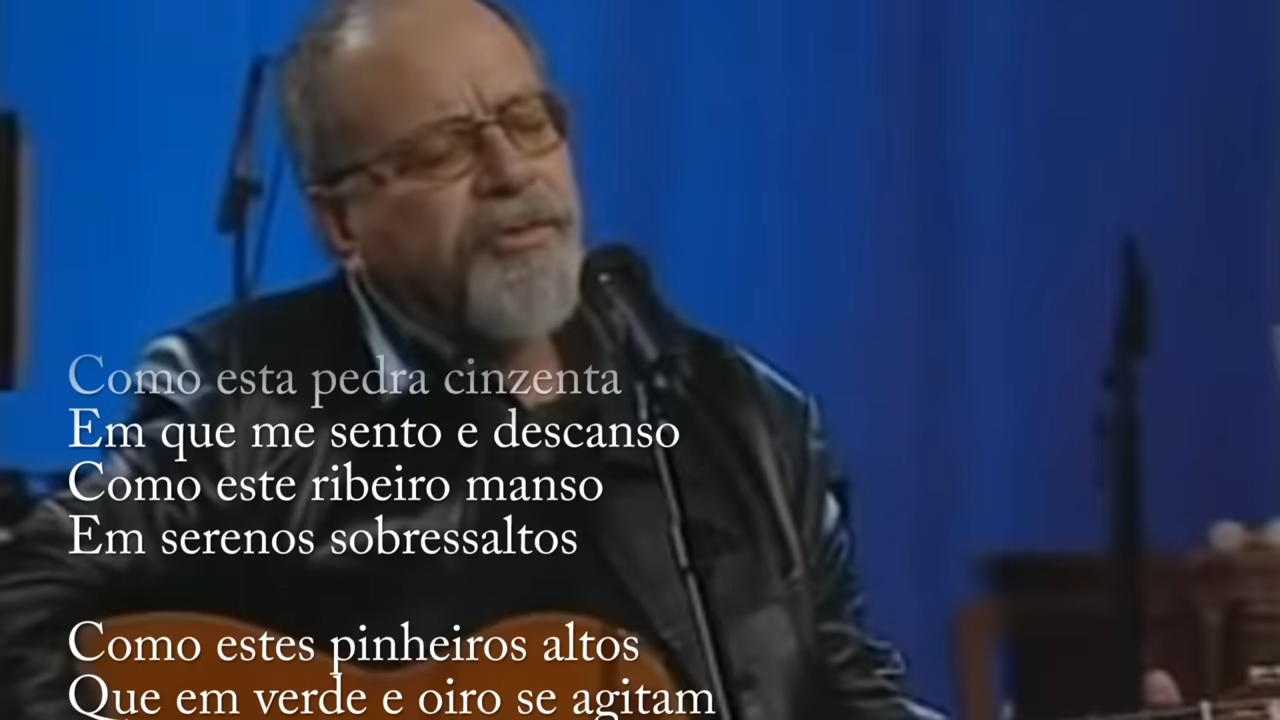 Como esta pedra cinzenta
Em que me sento e descanso
Como este ribeiro manso
Em serenos sobressaltos
Como estes pinheiros altos
Que em verde e oiro se agitam